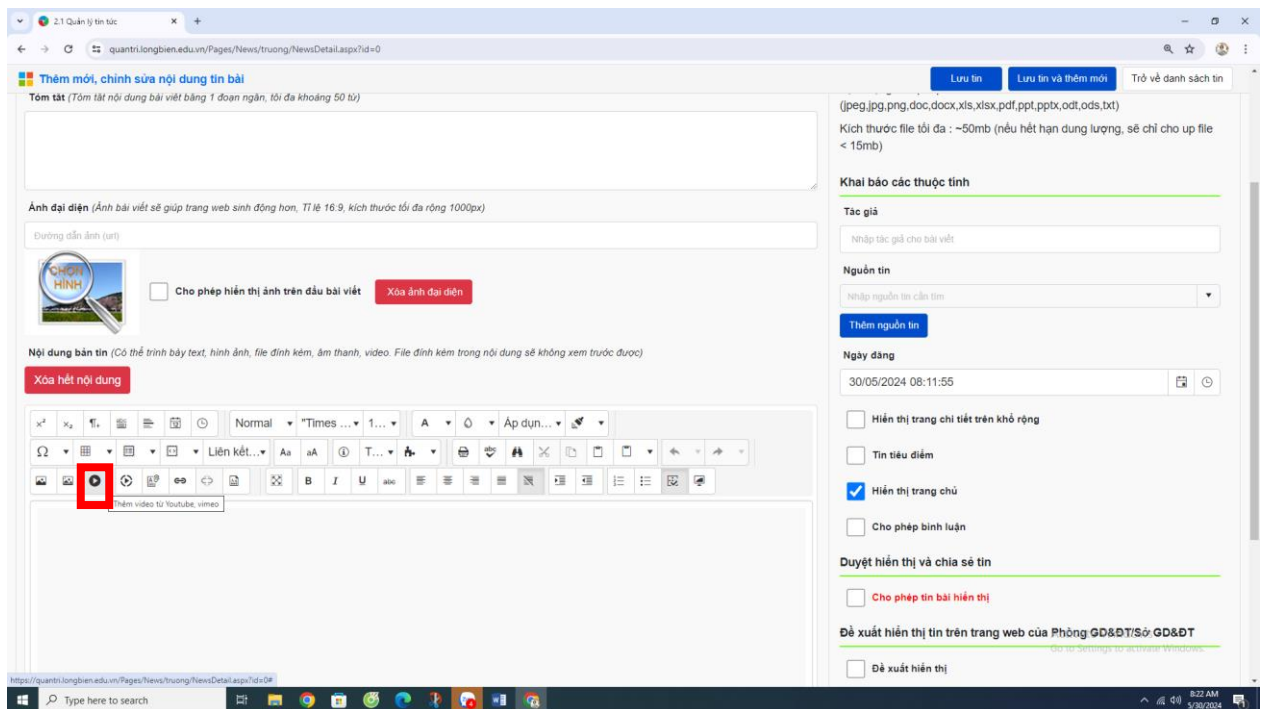 2.1 Quản lý tin tức
quantri.longbien.edu.vn/Pages/News/truong/NewsDetail.aspx?id=0
Thêm mới, chỉnh sửa nội dung tin bài
Lưu tin
Lưu tin và thêm mới
Trở về danh sách tin
Tóm tắt (Tóm tắt nội dung bài viết bằng 1 đoạn ngắn, tối đa khoảng 50 từ)
(jpeg,jpg,png,doc,docx,xls,xlsx,pdf,ppt,pptx,odt,ods,txt)
Kích thước file tối đa : ~50mb (nếu hết hạn dung lượng, sẽ chỉ cho up file
< 15mb)
Khai báo các thuộc tính
Ảnh đại diện (Ảnh bài viết sẽ giúp trang web sinh động hơn, Tỉ lệ 16:9, kích thước tối đa rộng 1000px)
Tác giả
Đường dẫn ảnh (url)
Nhập tác giả cho bài viết
CHỌN
HÌNH
Cho phép hiển thị ảnh trên đầu bài viết
Xóa ảnh đại diện
Nguồn tin
Nhập nguồn tin cần tìm
Thêm nguồn tin
Nội dung bản tin (Có thể trình bày text, hình ảnh, file đính kèm, âm thanh, video. File đính kèm trong nội dung sẽ không xem trước được)
Ngày đăng
Xóa hết nội dung
30/05/2024 08:11:55
x² x₂ Normal "Times ... 1... A Áp dụn...
Hiển thị trang chi tiết trên khổ rộng
Ω Liên kết... Aa aA T... abc
Tin tiêu điểm
B I U abc
Hiển thị trang chủ
Thêm video từ Youtube, vimeo
Cho phép bình luận
Duyệt hiển thị và chia sẻ tin
Cho phép tin bài hiển thị
Đề xuất hiển thị tin trên trang web của Phòng GD&ĐT/Sở GD&ĐT
Go to Settings to activate Windows.
Đề xuất hiển thị
https://quantri.longbien.edu.vn/Pages/News/truong/NewsDetail.aspx?id=0#
Type here to search
8:22 AM
5/30/2024